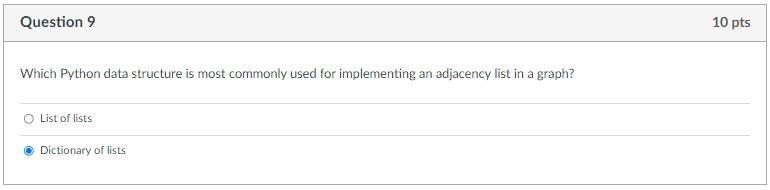 Question 9
10 pts
Which Python data structure is most commonly used for implementing an adjacency list in a graph?
List of lists
Dictionary of lists